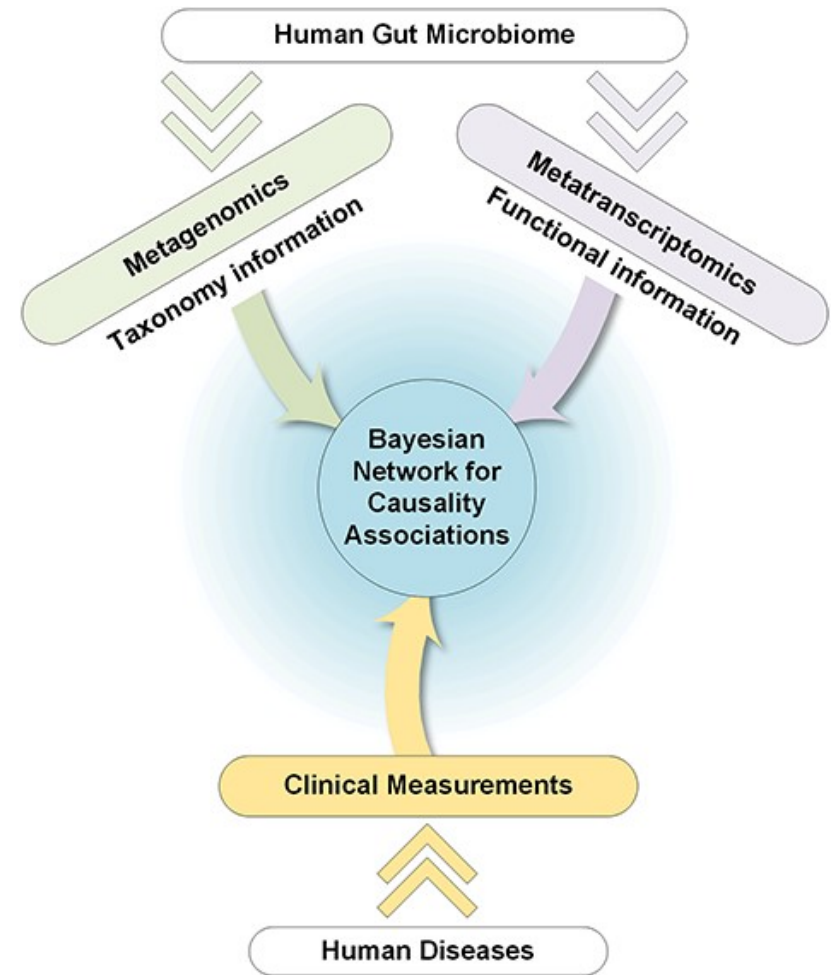 Human Gut Microbiome
Metagenomics
Taxonomy information
Metatranscriptomics
Functional information
Bayesian
Network for
Causality
Associations
Clinical Measurements
Human Diseases